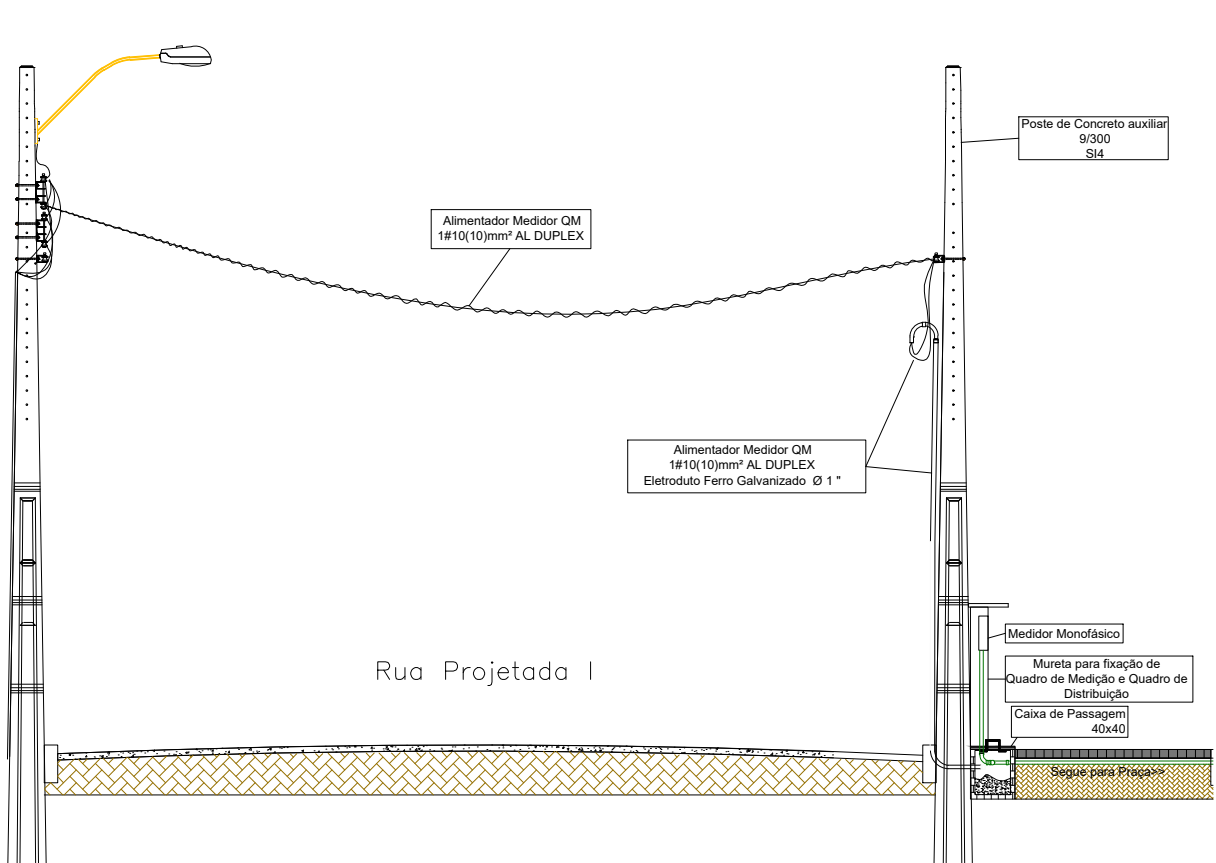 Poste de Concreto auxiliar
9/300
SI4
Alimentador Medidor QM
1#10(10)mm² AL DUPLEX
Alimentador Medidor QM
1#10(10)mm² AL DUPLEX
Eletroduto Ferro Galvanizado Ø 1 "
Medidor Monofásico
Rua Projetada I
Mureta para fixação de
Quadro de Medição e Quadro de
Distribuição
Caixa de Passagem
40x40
Segue para Praça>>